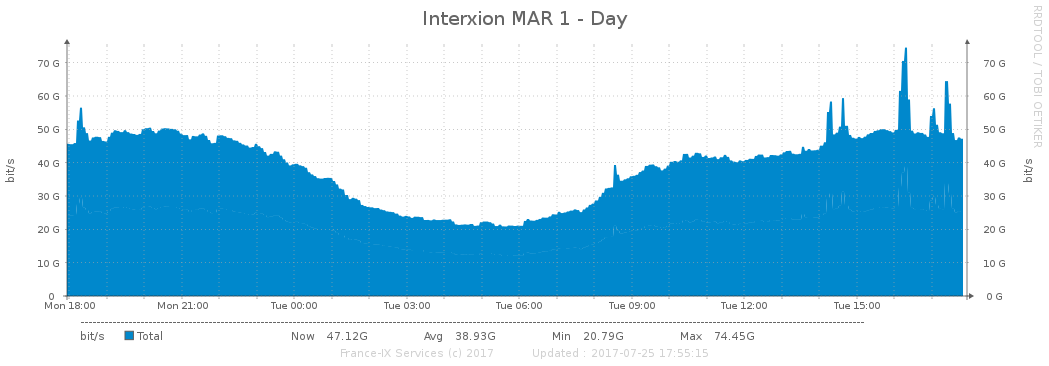 Interxion MAR 1 - Day
RRDTOOL / TOBI OETIKER
bit/s
70 G 70 G
60 G 60 G
50 G 50 G
40 G 40 G
30 G 30 G
20 G 20 G
10 G 10 G
0 0 G
bit/s
Mon 18:00 Mon 21:00 Tue 00:00 Tue 03:00 Tue 06:00 Tue 09:00 Tue 12:00 Tue 15:00
bit/s Total Now 47.12G Avg 38.93G Min 20.79G Max 74.45G
France-IX Services (c) 2017 Updated : 2017-07-25 17:55:15